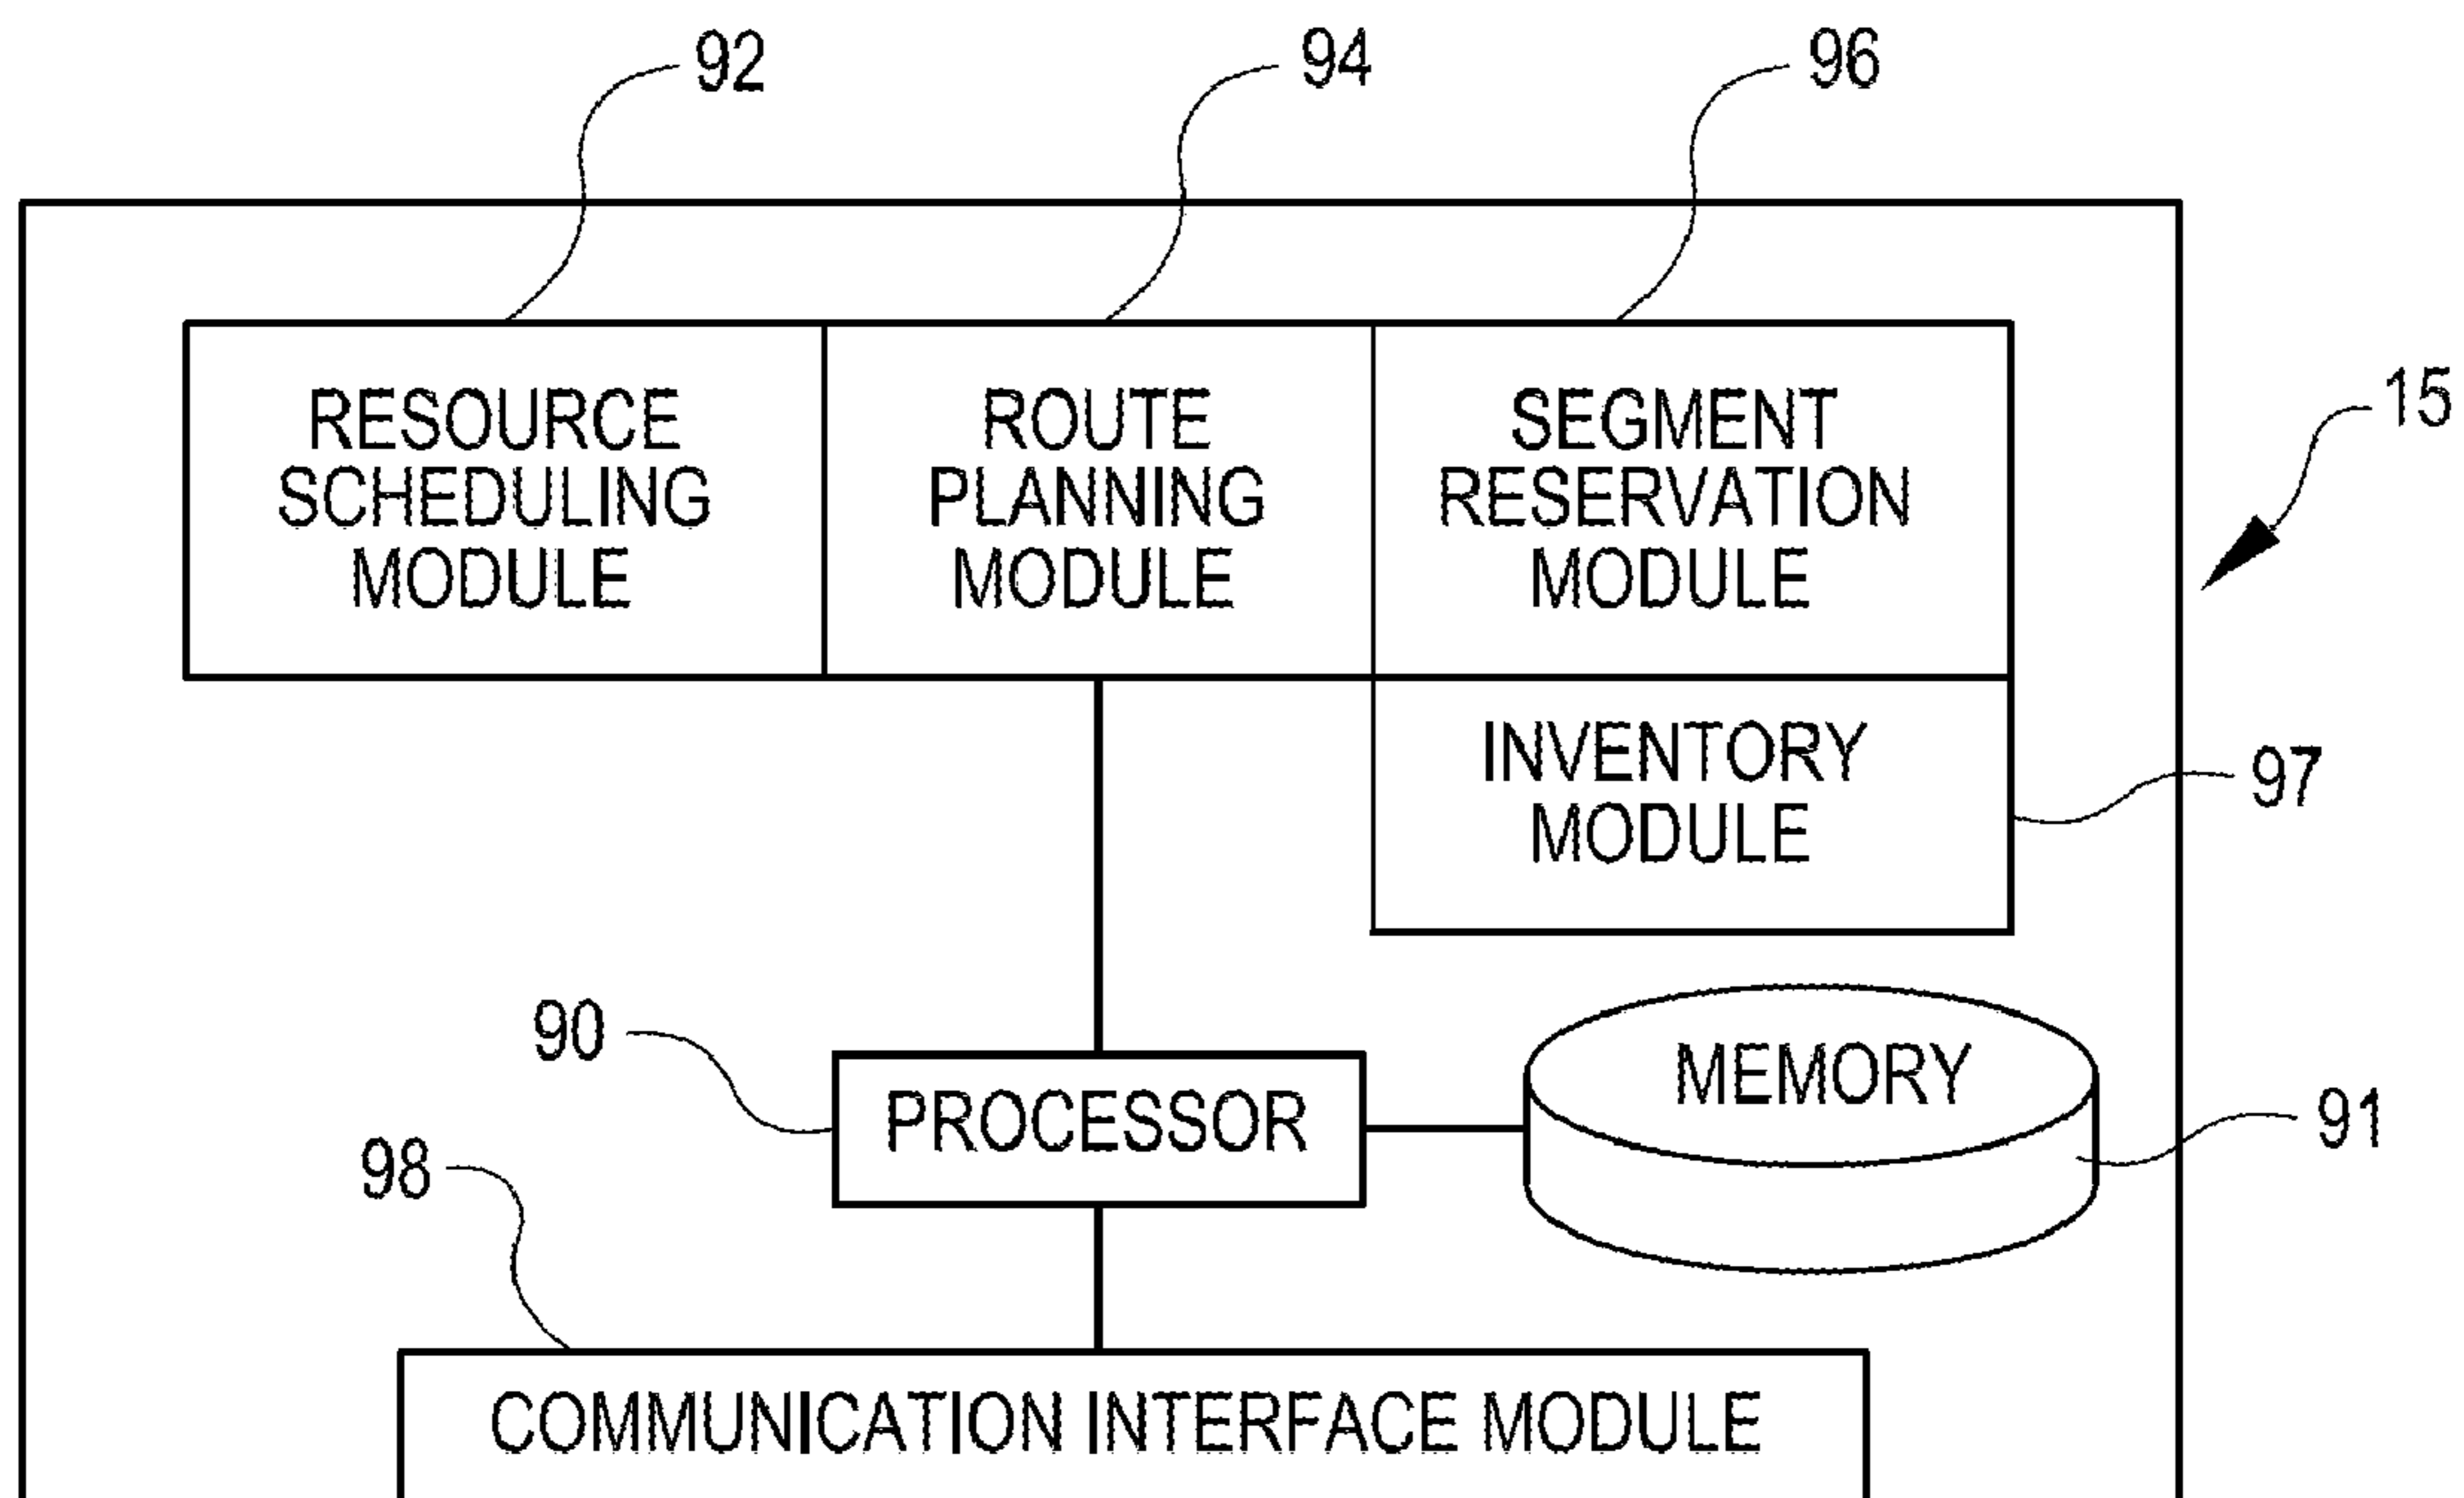 92
94
96
RESOURCE
SCHEDULING
MODULE
ROUTE
PLANNING
MODULE
SEGMENT
RESERVATION
MODULE
15
INVENTORY
MODULE
97
90
PROCESSOR
MEMORY
91
98
COMMUNICATION INTERFACE MODULE